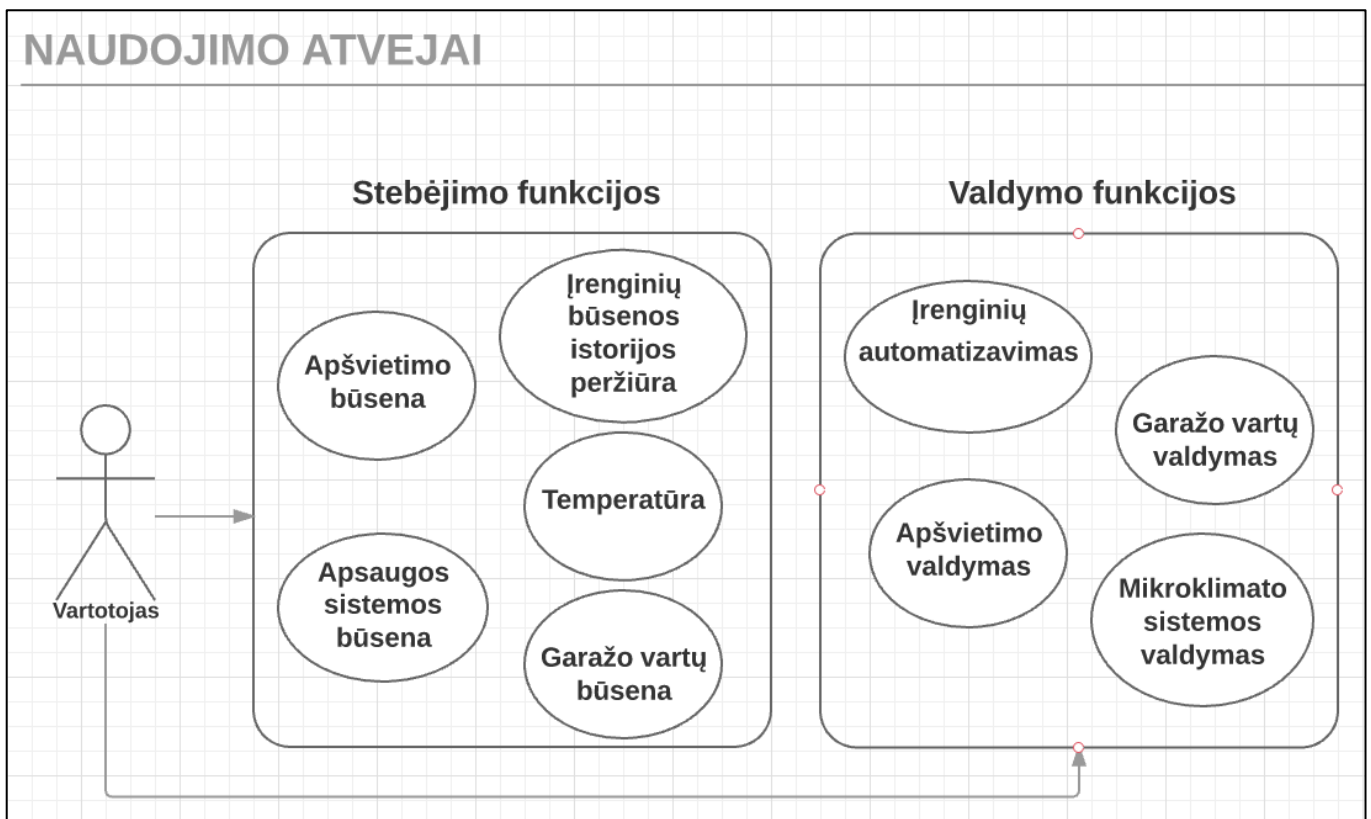 NAUDOJIMO ATVEJAI
Stebėjimo funkcijos
Apšvietimo
būsena
Įrenginių
būsenos
istorijos
peržiūra
Temperatūra
Apsaugos
sistemos
būsena
Garažo vartų
būsena
Vartotojas
Valdymo funkcijos
Įrenginių
automatizavimas
Garažo vartų
valdymas
Apšvietimo
valdymas
Mikroklimato
sistemos
valdymas